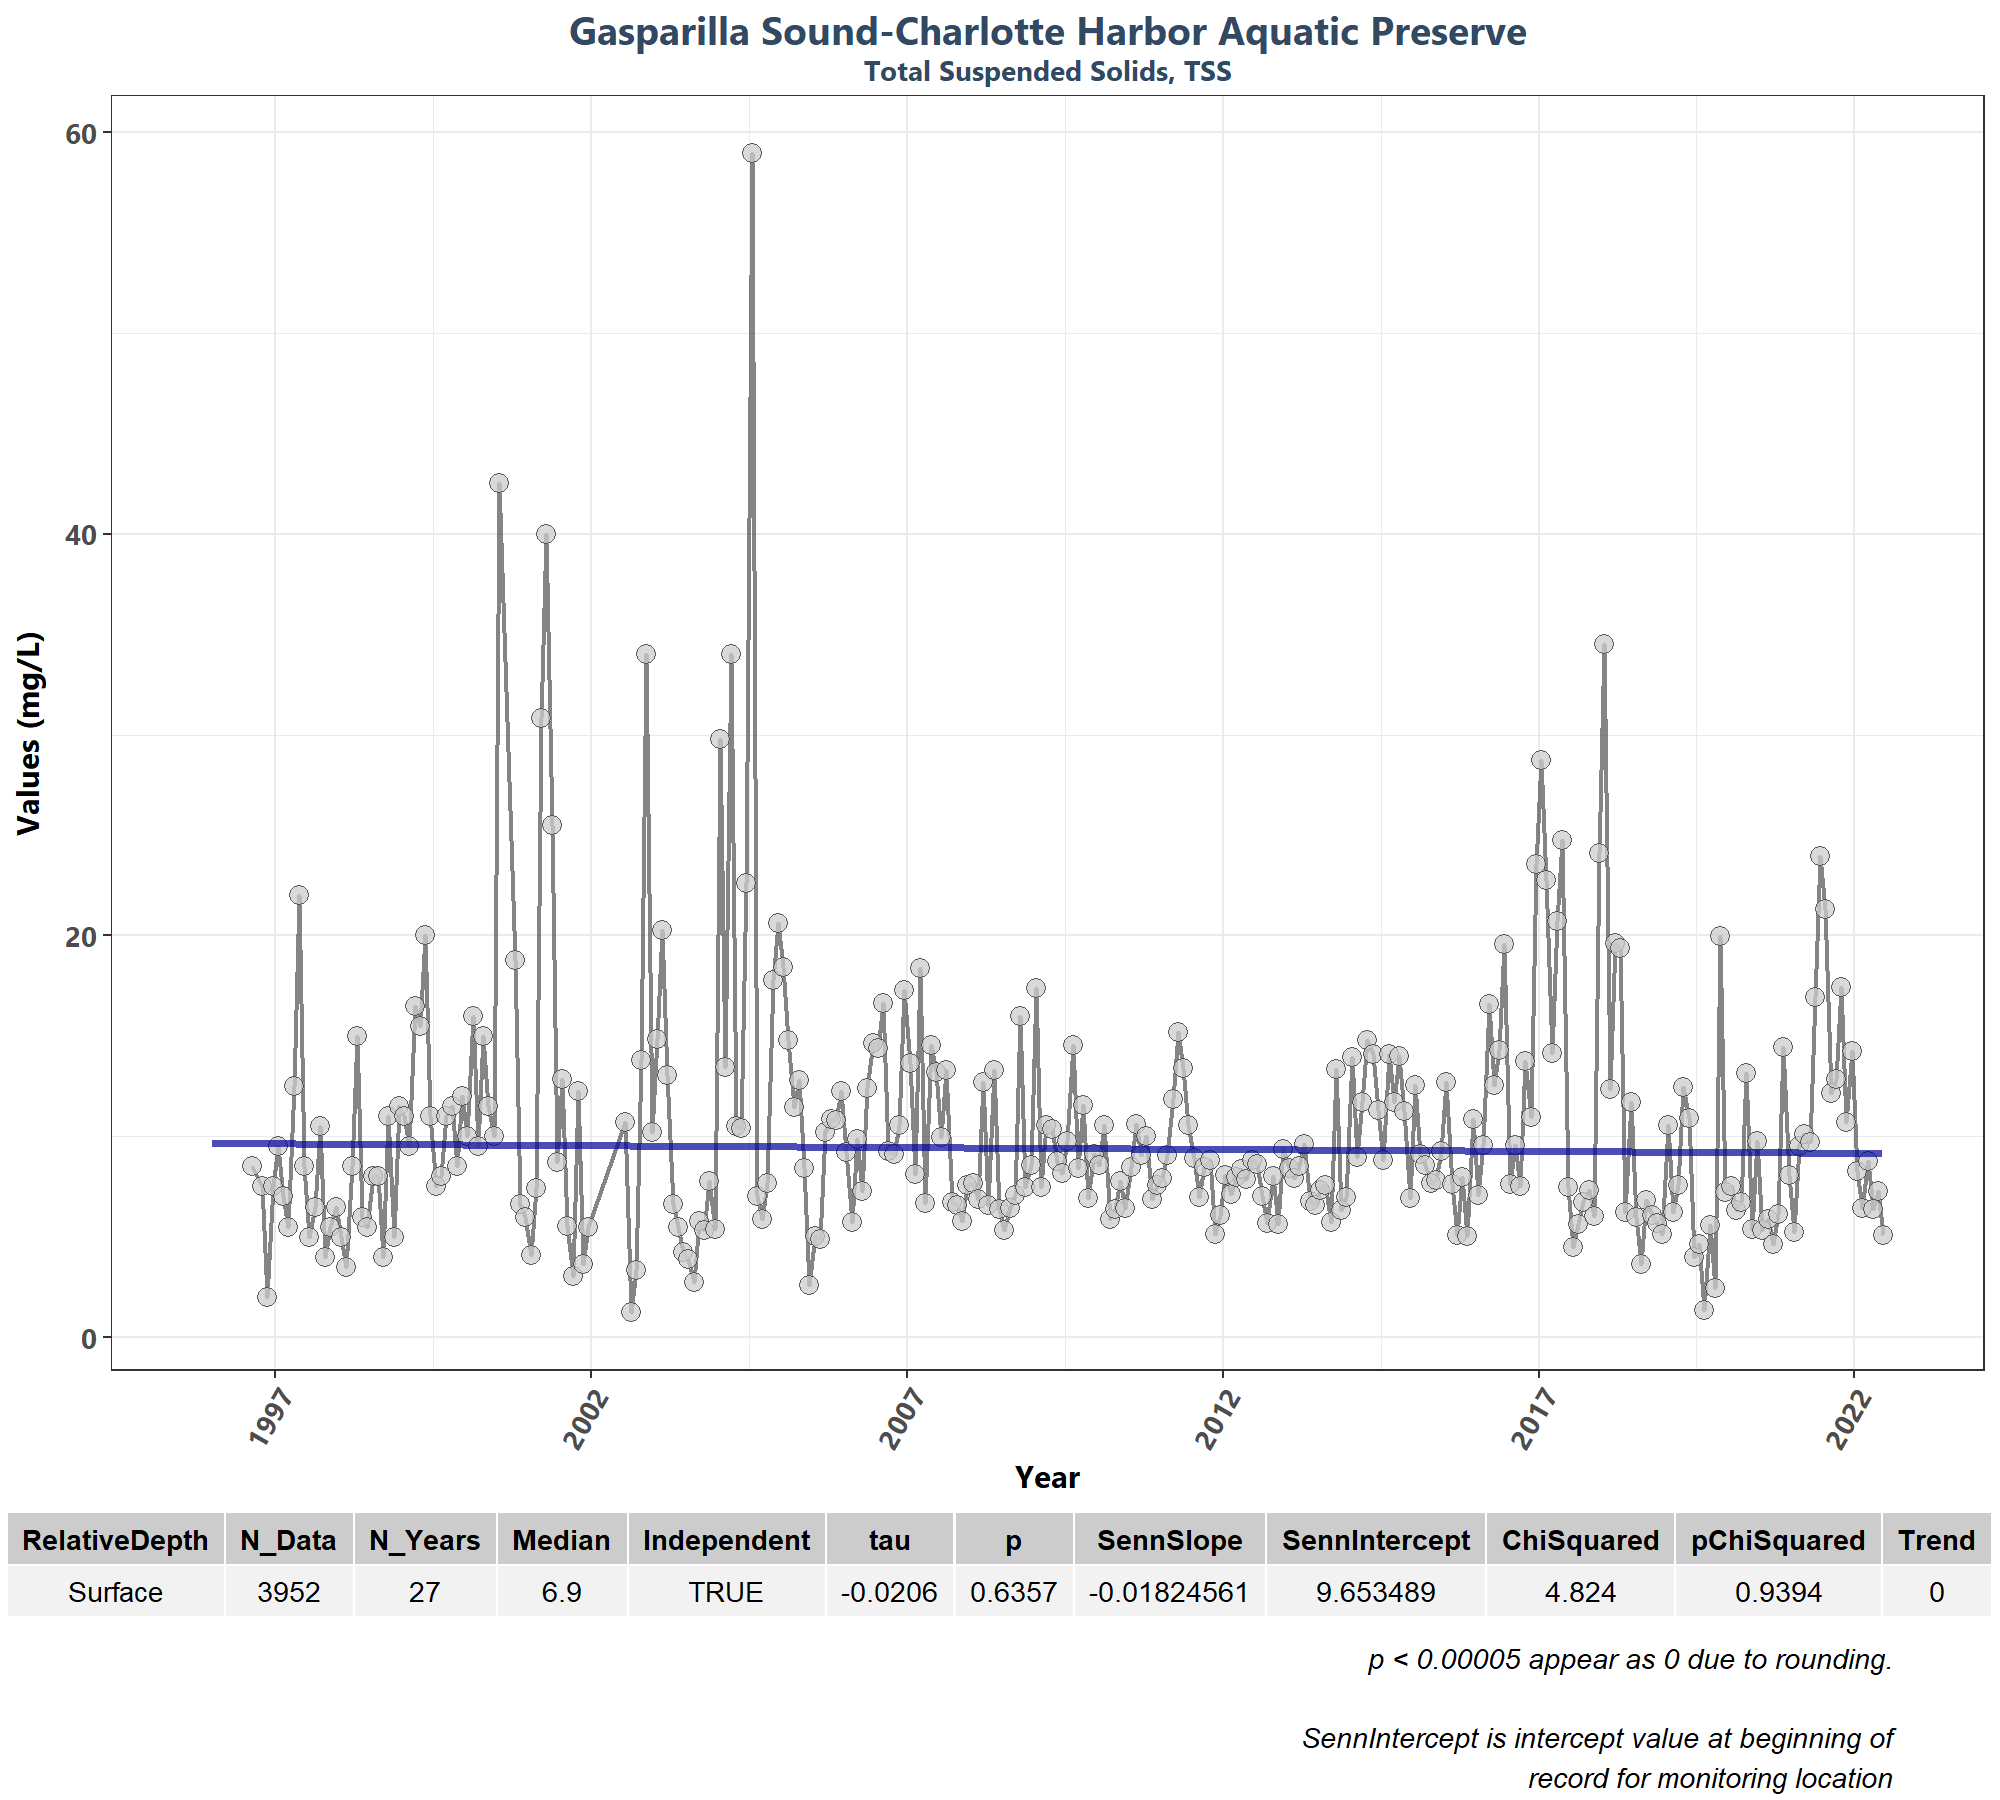 Gasparilla Sound-Charlotte Harbor Aquatic Preserve
Total Suspended Solids, TSS
60
40
20
0
Values (mg/L)
1997
2002
2007
2012
2017
2022
Year
RelativeDepth N_Data N_Years Median Independent tau p SennSlope SennIntercept ChiSquared pChiSquared Trend
Surface 3952 27 6.9 TRUE -0.0206 0.6357 -0.01824561 9.653489 4.824 0.9394 0
p < 0.00005 appear as 0 due to rounding.
SennIntercept is intercept value at beginning of
record for monitoring location